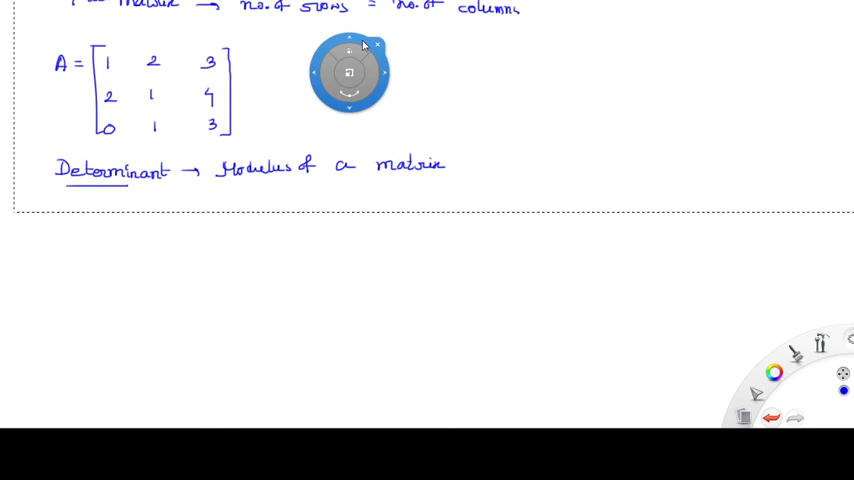 matrix → no. of rows = no. of columns
A = [1 2 3
2 1 4
0 1 3]
Determinant → Modulus of a matrix